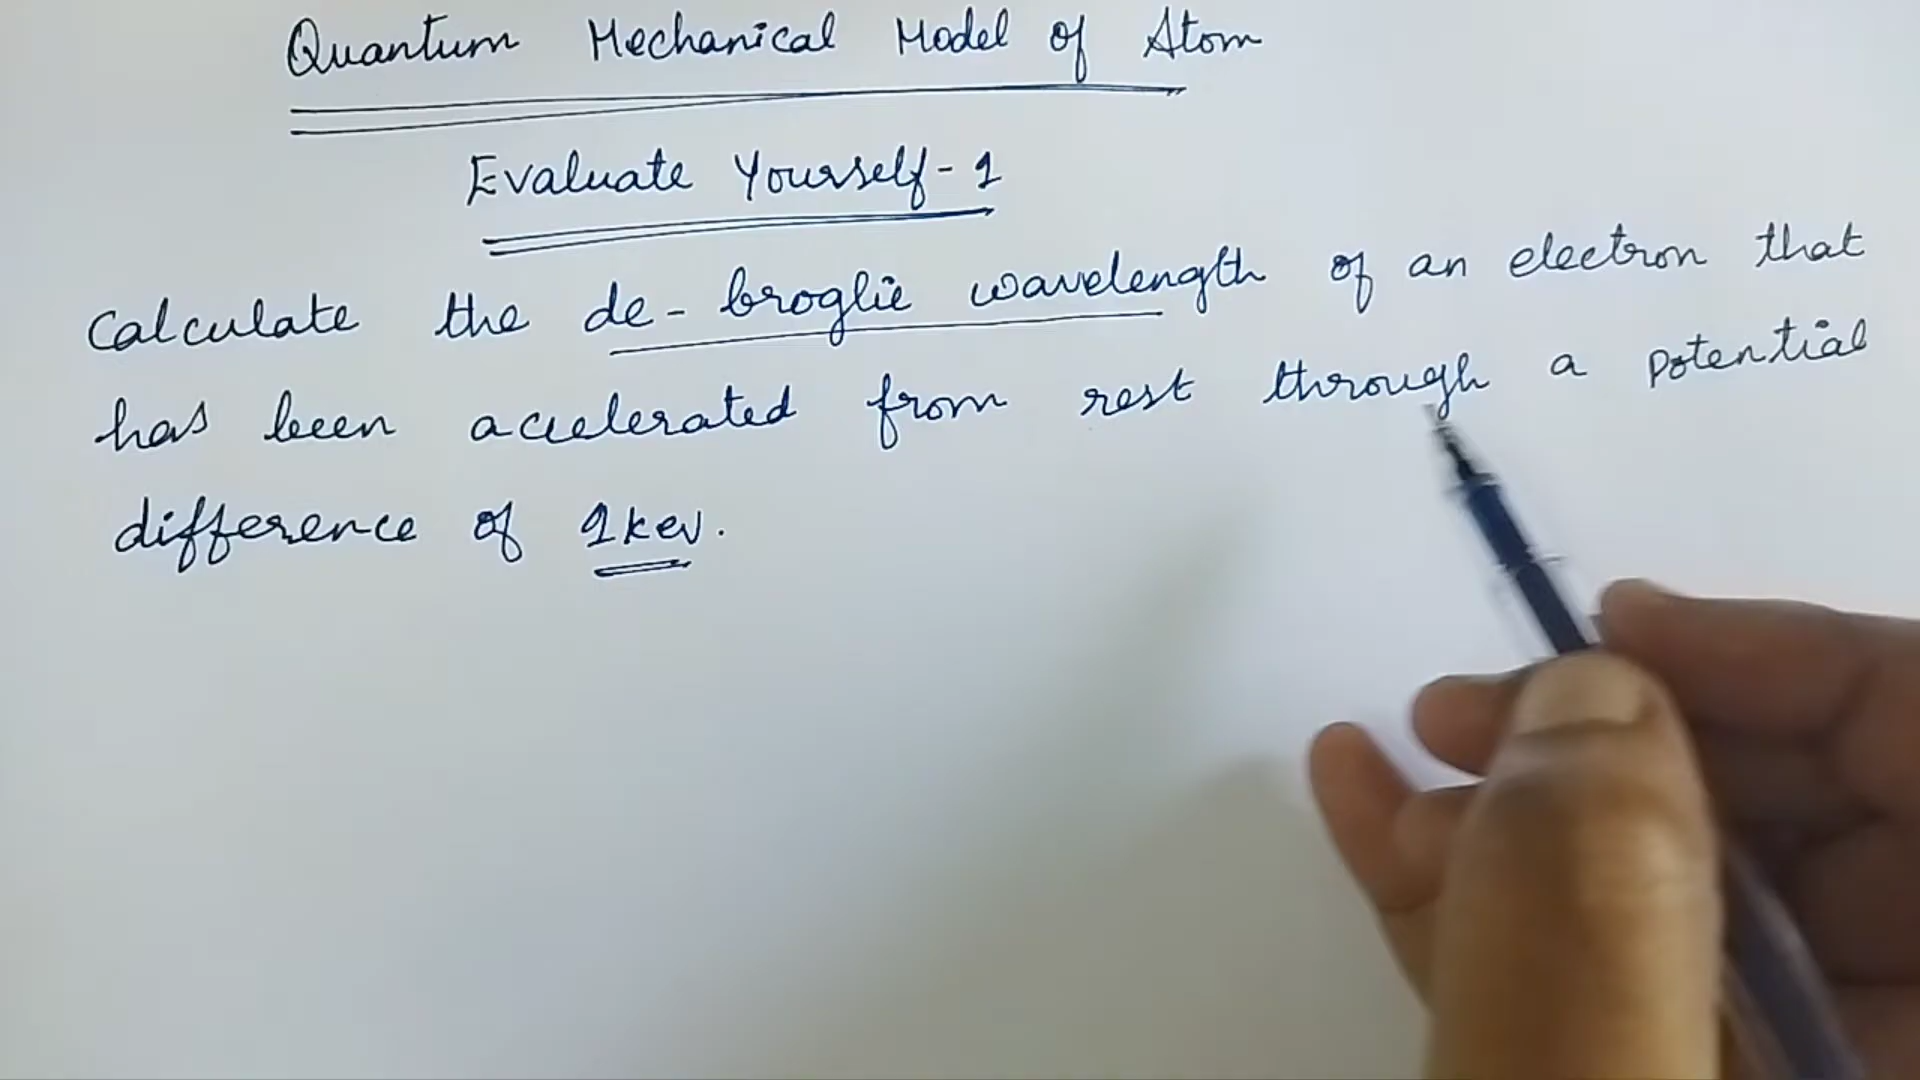 Quantum Mechanical Model of Atom
Evaluate Yourself-1
Calculate the de-broglie wavelength of an electron that
has been accelerated from rest through a potential
difference of 1kev.